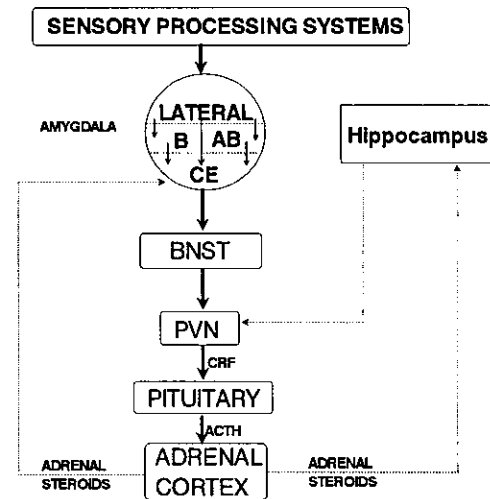 SENSORY PROCESSING SYSTEMS
AMYGDALA
LATERAL
B AB
CE
Hippocampus
BNST
PVN
CRF
PITUITARY
ACTH
ADRENAL
STEROIDS
ADRENAL
CORTEX
ADRENAL
STEROIDS